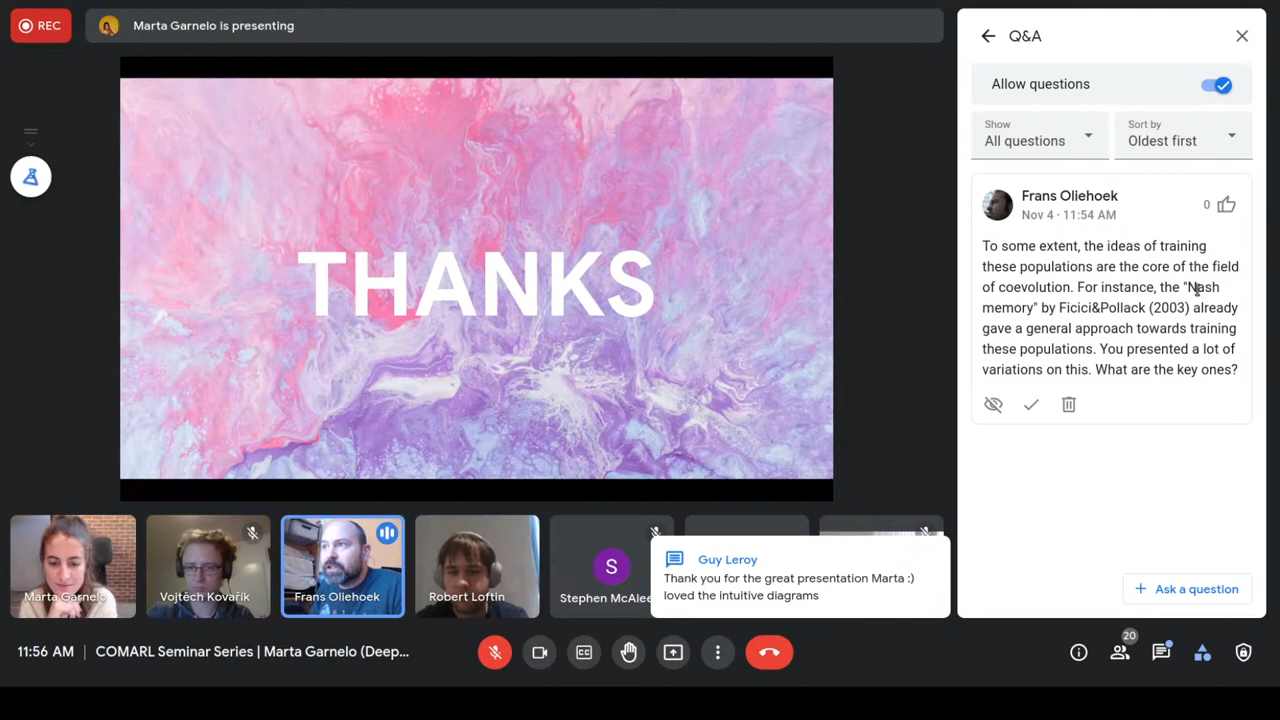 REC
Marta Garnelo is presenting
THANKS
Q&A
Allow questions
Show
All questions
Sort by
Oldest first
Frans Oliehoek
Nov 4 · 11:54 AM
0
To some extent, the ideas of training
these populations are the core of the field
of coevolution. For instance, the "Nash
memory" by Ficici&Pollack (2003) already
gave a general approach towards training
these populations. You presented a lot of
variations on this. What are the key ones?
Ask a question
Marta Garnelo
Vojtěch Kovařík
Frans Oliehoek
Robert Loftin
S
Stephen McAlee
Guy Leroy
Thank you for the great presentation Marta :)
loved the intuitive diagrams
11:56 AM | COMARL Seminar Series | Marta Garnelo (Deep...
20